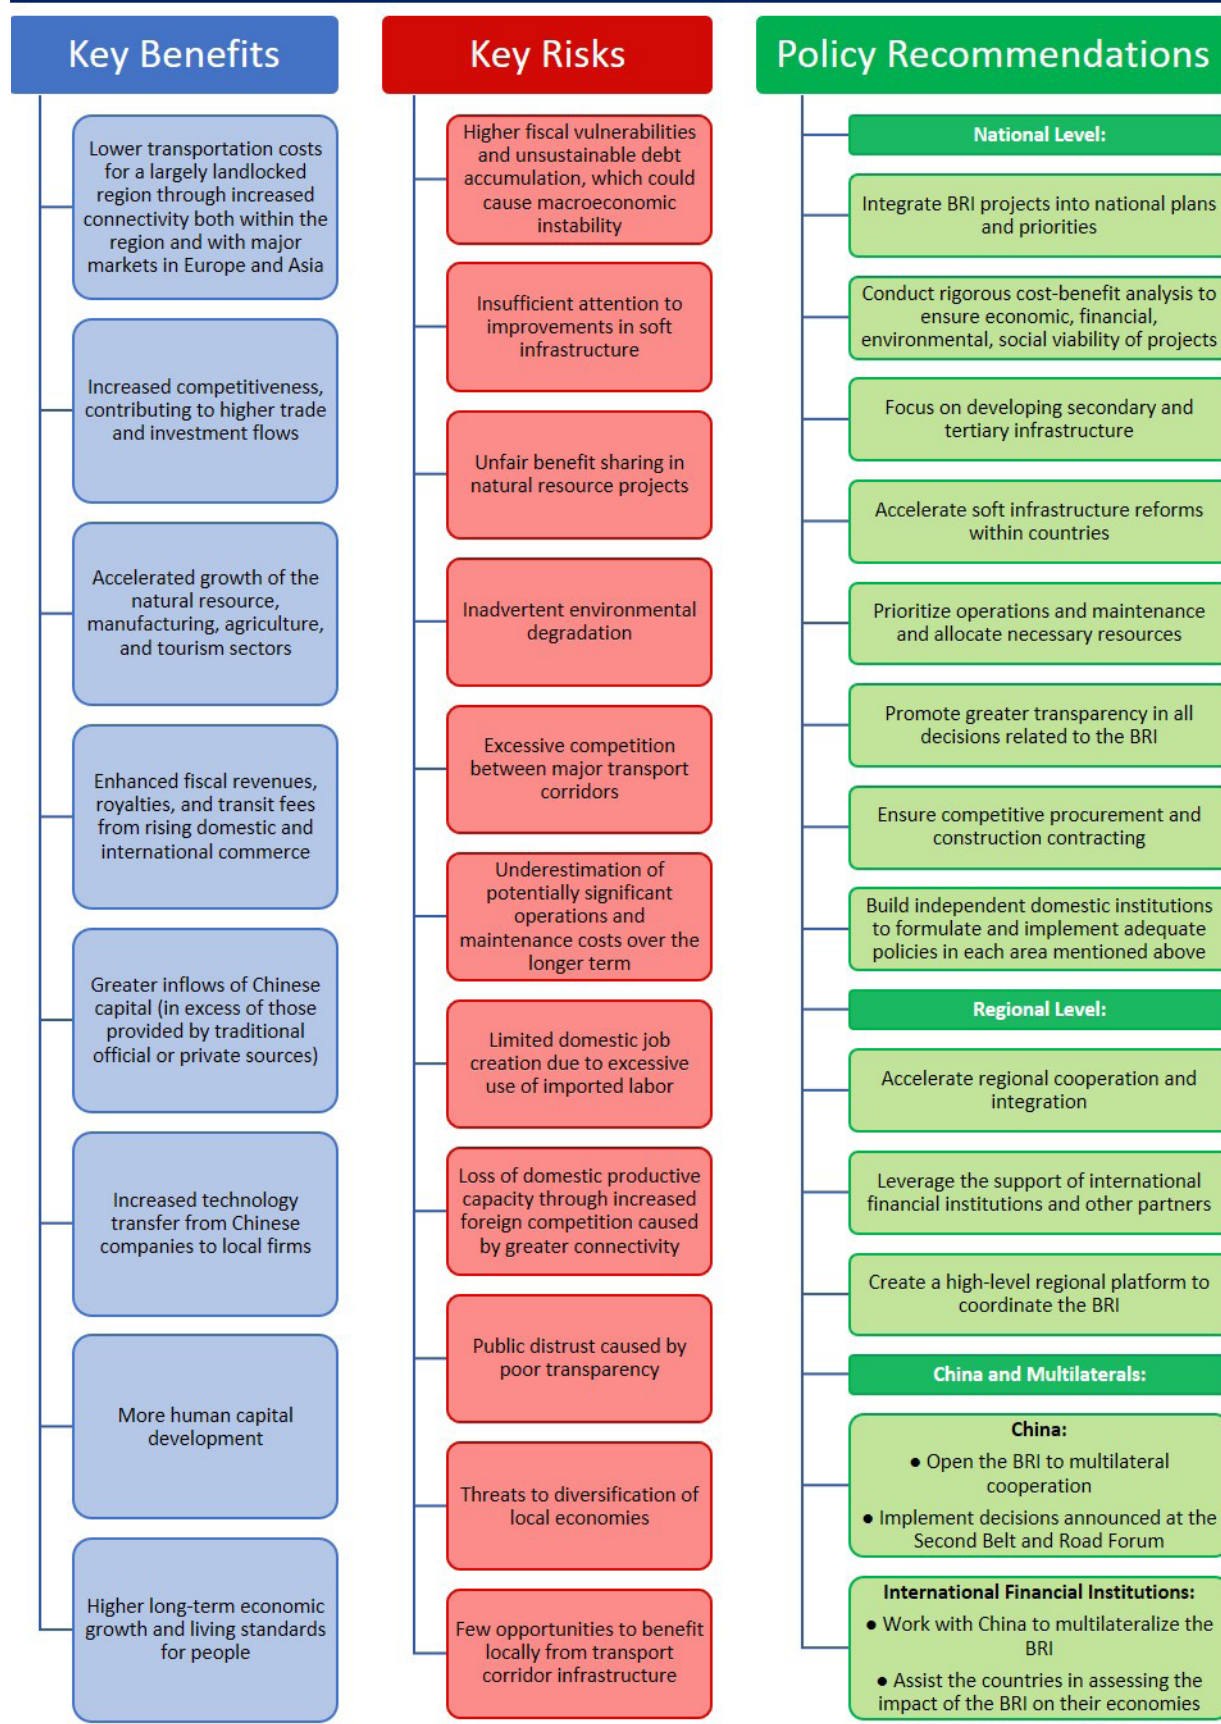 Key Benefits
Lower transportation costs
for a largely landlocked
region through increased
connectivity both within the
region and with major
markets in Europe and Asia
Increased competitiveness,
contributing to higher trade
and investment flows
Accelerated growth of the
natural resource,
manufacturing, agriculture,
and tourism sectors
Enhanced fiscal revenues,
royalties, and transit fees
from rising domestic and
international commerce
Greater inflows of Chinese
capital (in excess of those
provided by traditional
official or private sources)
Increased technology
transfer from Chinese
companies to local firms
More human capital
development
Higher long-term economic
growth and living standards
for people
Key Risks
Higher fiscal vulnerabilities
and unsustainable debt
accumulation, which could
cause macroeconomic
instability
Insufficient attention to
improvements in soft
infrastructure
Unfair benefit sharing in
natural resource projects
Inadvertent environmental
degradation
Excessive competition
between major transport
corridors
Underestimation of
potentially significant
operations and
maintenance costs over the
longer term
Limited domestic job
creation due to excessive
use of imported labor
Loss of domestic productive
capacity through increased
foreign competition caused
by greater connectivity
Public distrust caused by
poor transparency
Threats to diversification of
local economies
Few opportunities to benefit
locally from transport
corridor infrastructure
Policy Recommendations
National Level:
Integrate BRI projects into national plans
and priorities
Conduct rigorous cost-benefit analysis to
ensure economic, financial,
environmental, social viability of projects
Focus on developing secondary and
tertiary infrastructure
Accelerate soft infrastructure reforms
within countries
Prioritize operations and maintenance
and allocate necessary resources
Promote greater transparency in all
decisions related to the BRI
Ensure competitive procurement and
construction contracting
Build independent domestic institutions
to formulate and implement adequate
policies in each area mentioned above
Regional Level:
Accelerate regional cooperation and
integration
Leverage the support of international
financial institutions and other partners
Create a high-level regional platform to
coordinate the BRI
China and Multilaterals:
China:
● Open the BRI to multilateral
cooperation
● Implement decisions announced at the
Second Belt and Road Forum
International Financial Institutions:
● Work with China to multilateralize the
BRI
● Assist the countries in assessing the
impact of the BRI on their economies